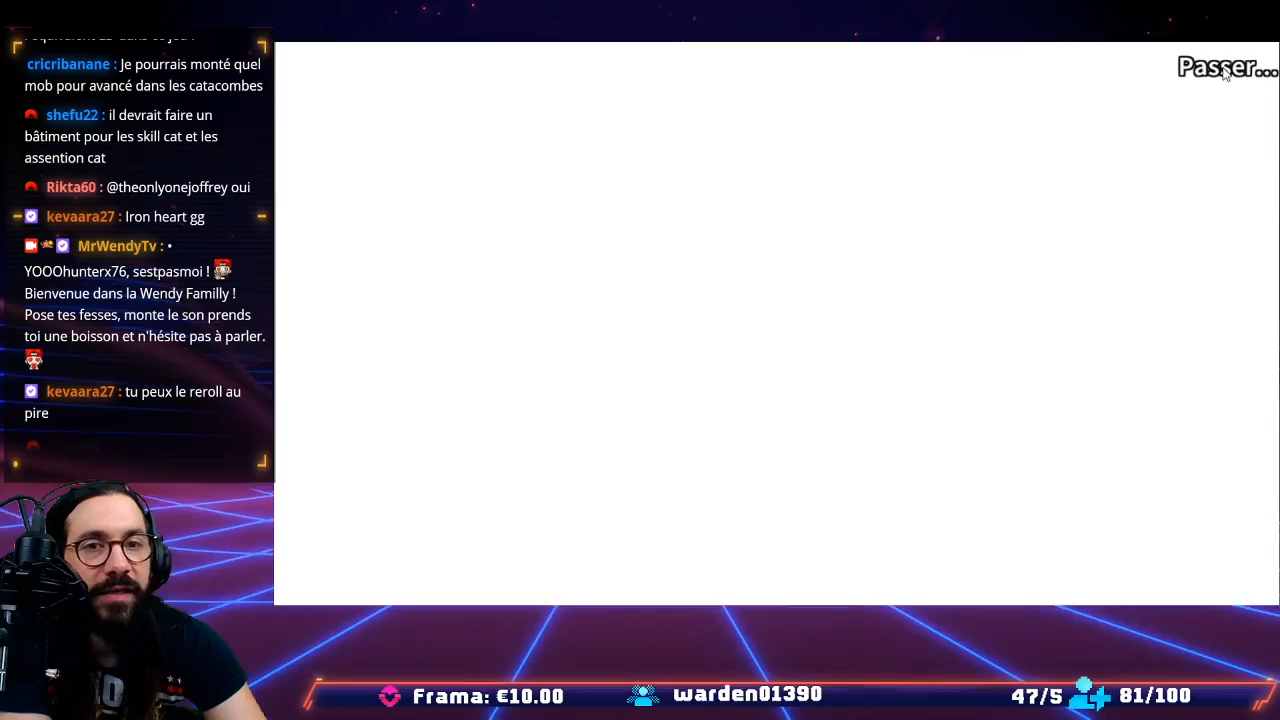 cricribanane : Je pourrais monté quel
mob pour avancé dans les catacombes
shefu22 : il devrait faire un
bâtiment pour les skill cat et les
assention cat
Rikta60 : @theonlyonejoffrey oui
kevaara27 : Iron heart gg
MrWendyTv : •
YOOOhunterx76, sestpasmoi !
Bienvenue dans la Wendy Familly !
Pose tes fesses, monte le son prends
toi une boisson et n'hésite pas à parler.
kevaara27 : tu peux le reroll au
pire
Passer...
Frama: €10.00
warden01390
47/5
81/100